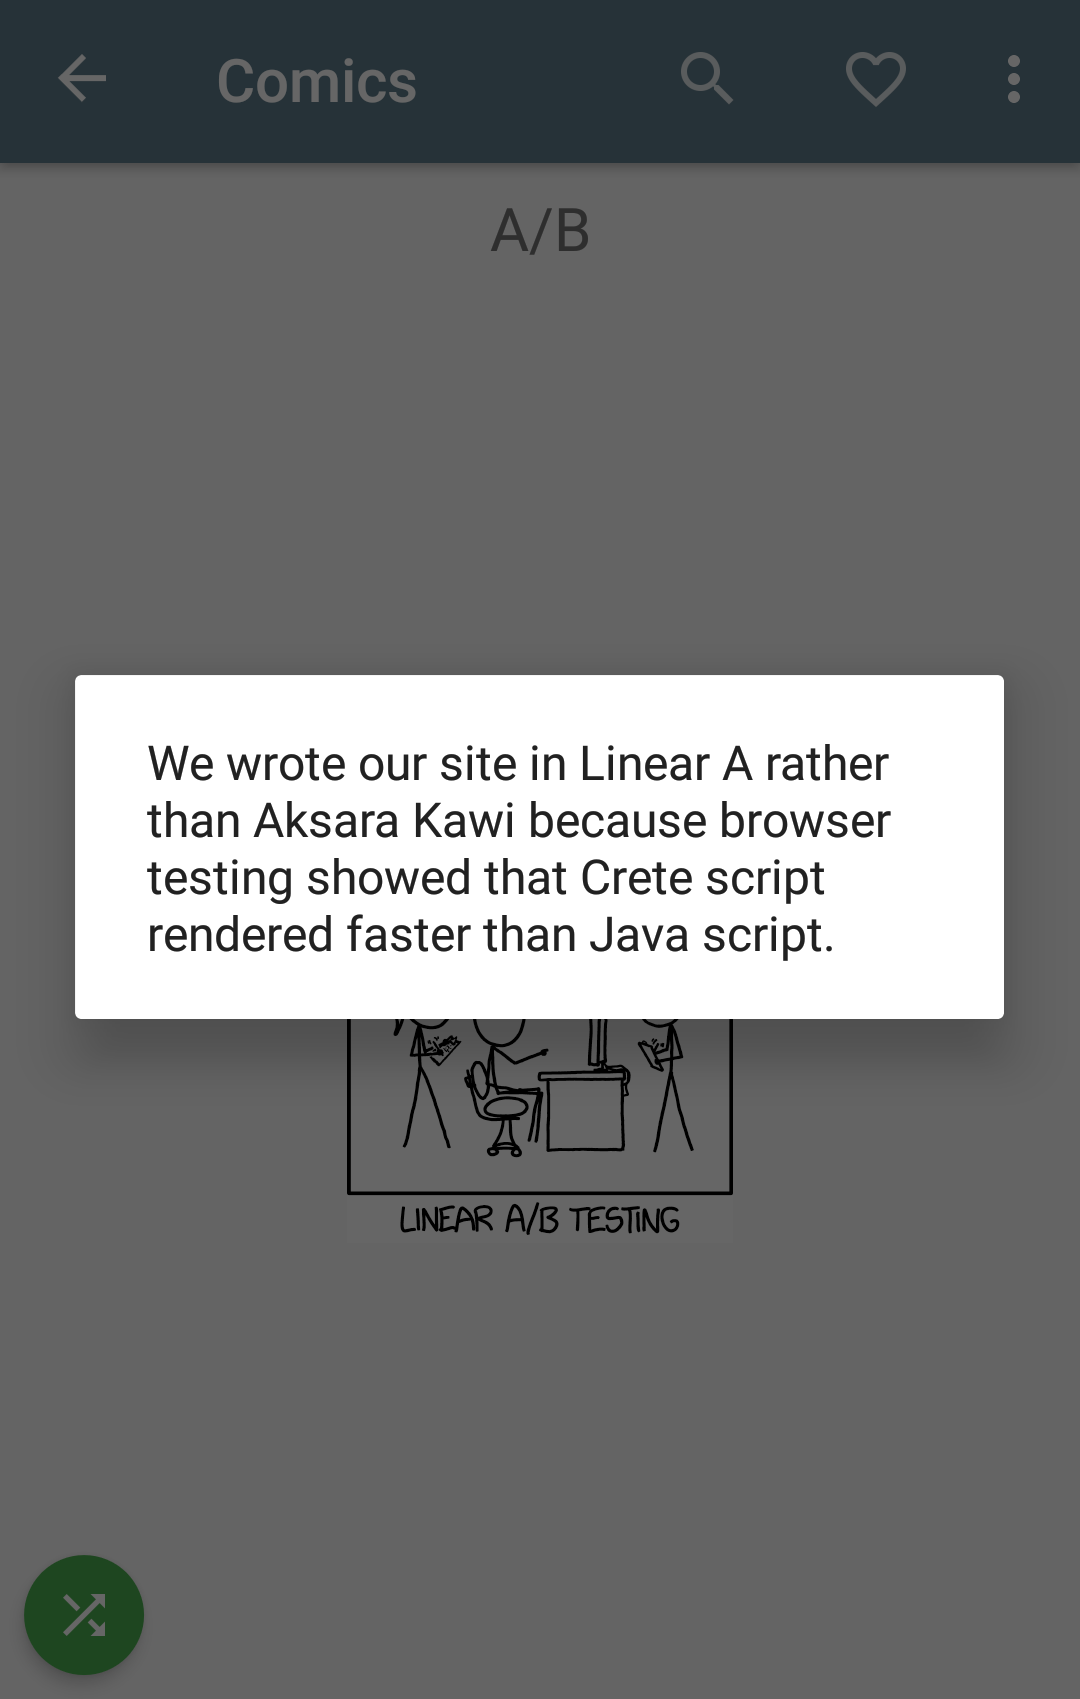 Comics
A/B
We wrote our site in Linear A rather
than Aksara Kawi because browser
testing showed that Crete script
rendered faster than Java script.
LINEAR A/B TESTING